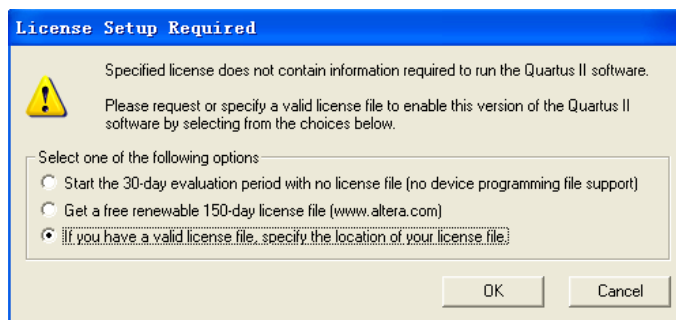 License Setup Required
Specified license does not contain information required to run the Quartus II software.
Please request or specify a valid license file to enable this version of the Quartus II
software by selecting from the choices below.
Select one of the following options
Start the 30-day evaluation period with no license file (no device programming file support)
Get a free renewable 150-day license file (www.altera.com)
If you have a valid license file, specify the location of your license file.
OK Cancel